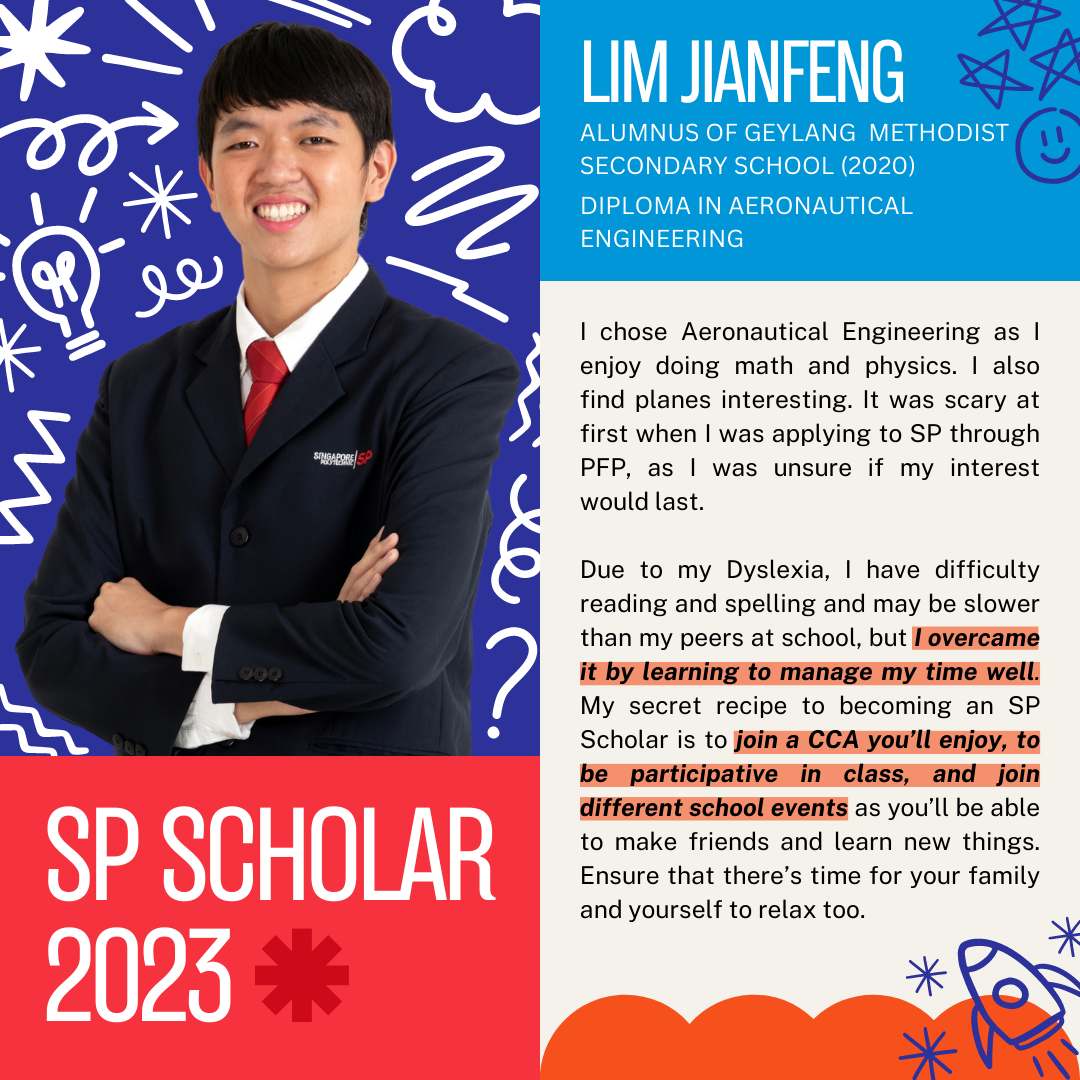 LIM JIANFENG
ALUMNUS OF GEYLANG METHODIST
SECONDARY SCHOOL (2020)
DIPLOMA IN AERONAUTICAL
ENGINEERING
I chose Aeronautical Engineering as I
enjoy doing math and physics. I also
find planes interesting. It was scary at
first when I was applying to SP through
PFP, as I was unsure if my interest
would last.
Due to my Dyslexia, I have difficulty
reading and spelling and may be slower
than my peers at school, but I overcame
it by learning to manage my time well.
My secret recipe to becoming an SP
Scholar is to join a CCA you’ll enjoy, to
be participative in class, and join
different school events as you’ll be able
to make friends and learn new things.
Ensure that there’s time for your family
and yourself to relax too.
SINGAPORE
POLYTECHNIC
SP
SP SCHOLAR
2023